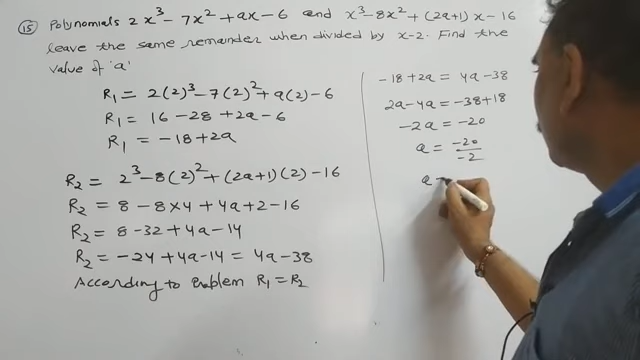 (15) Polynomials 2x³ - 7x² + ax - 6 and x³ - 8x² + (2a+1)x - 16
leave the same remainder when divided by x-2. Find the
value of 'a'
R₁ = 2(2)³ - 7(2)² + a(2) - 6
R₁ = 16 - 28 + 2a - 6
R₁ = -18 + 2a
R₂ = 2³ - 8(2)² + (2a+1)(2) - 16
R₂ = 8 - 8×4 + 4a + 2 - 16
R₂ = 8 - 32 + 4a - 14
R₂ = -24 + 4a - 14 = 4a - 38
According to Problem R₁ = R₂
-18 + 2a = 4a - 38
2a - 4a = -38 + 18
-2a = -20
a = -20/-2
a =